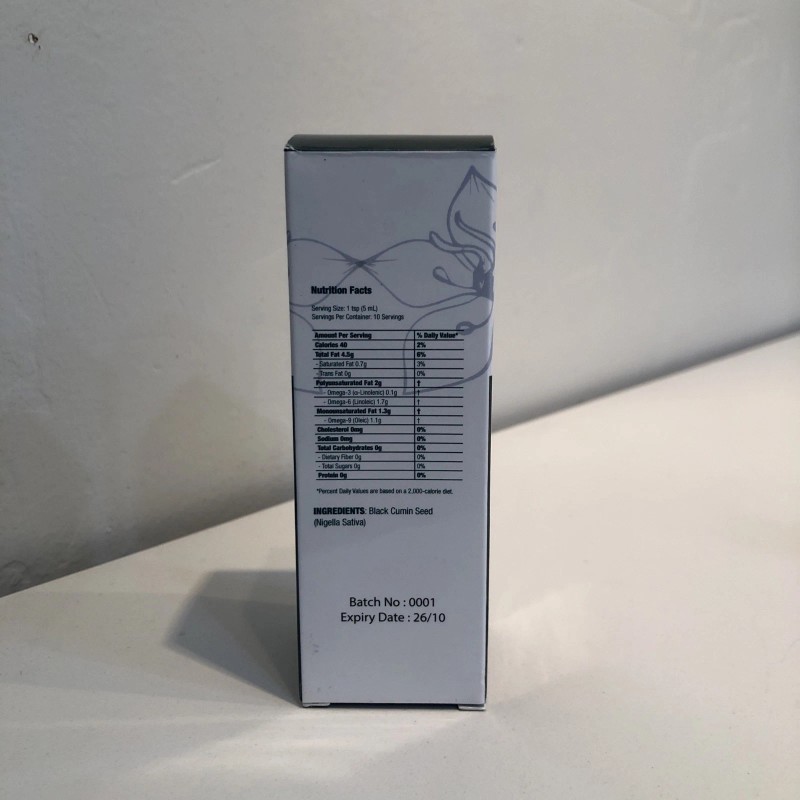 Nutrition Facts
Serving Size: 1 tsp (5 mL)
Servings Per Container: 10 Servings
Amount Per Serving % Daily Value*
Calories 40 2%
Total Fat 4.5g 6%
- Saturated Fat 0.7g 3%
-Trans Fat 0g 0%
Polyunsaturated Fat 2g †
- Omega-3 (α-Linolenic) 0.1g †
- Omega-6 (Linoleic) 1.7g †
Monounsaturated Fat 1.3g †
- Omega-9 (Oleic) 1.1g †
Cholesterol 0mg 0%
Sodium 0mg 0%
Total Carbohydrates 0g 0%
- Dietary Fiber 0g 0%
- Total Sugars 0g 0%
Protein 0g 0%
*Percent Daily Values are based on a 2,000-calorie diet.
INGREDIENTS: Black Cumin Seed
(Nigella Sativa)
Batch No : 0001
Expiry Date : 26/10